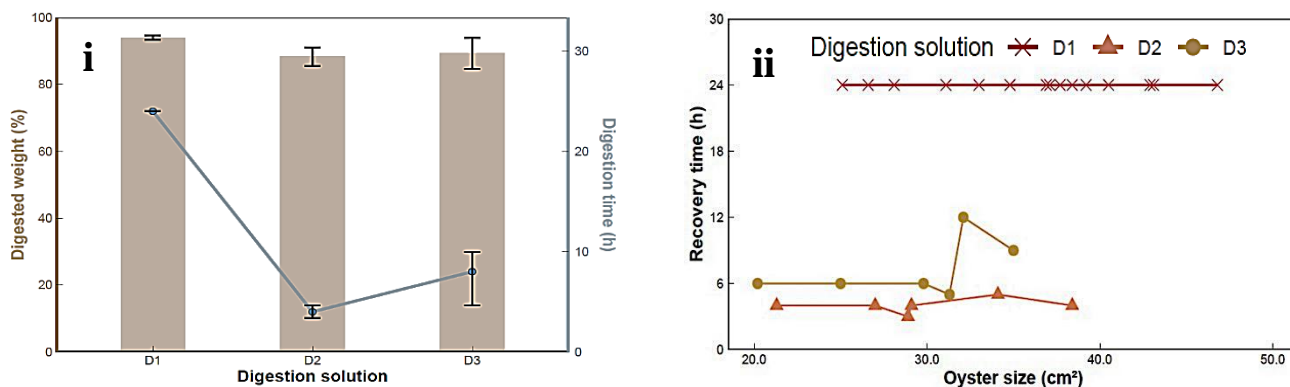 i
100
80
60
40
20
0
Digested weight (%)
30
20
10
0
Digestion time (h)
D1 D2 D3
Digestion solution
ii
Digestion solution D1 D2 D3
30
24
18
12
6
0
Recovery time (h)
20.0 30.0 40.0 50.0
Oyster size (cm²)